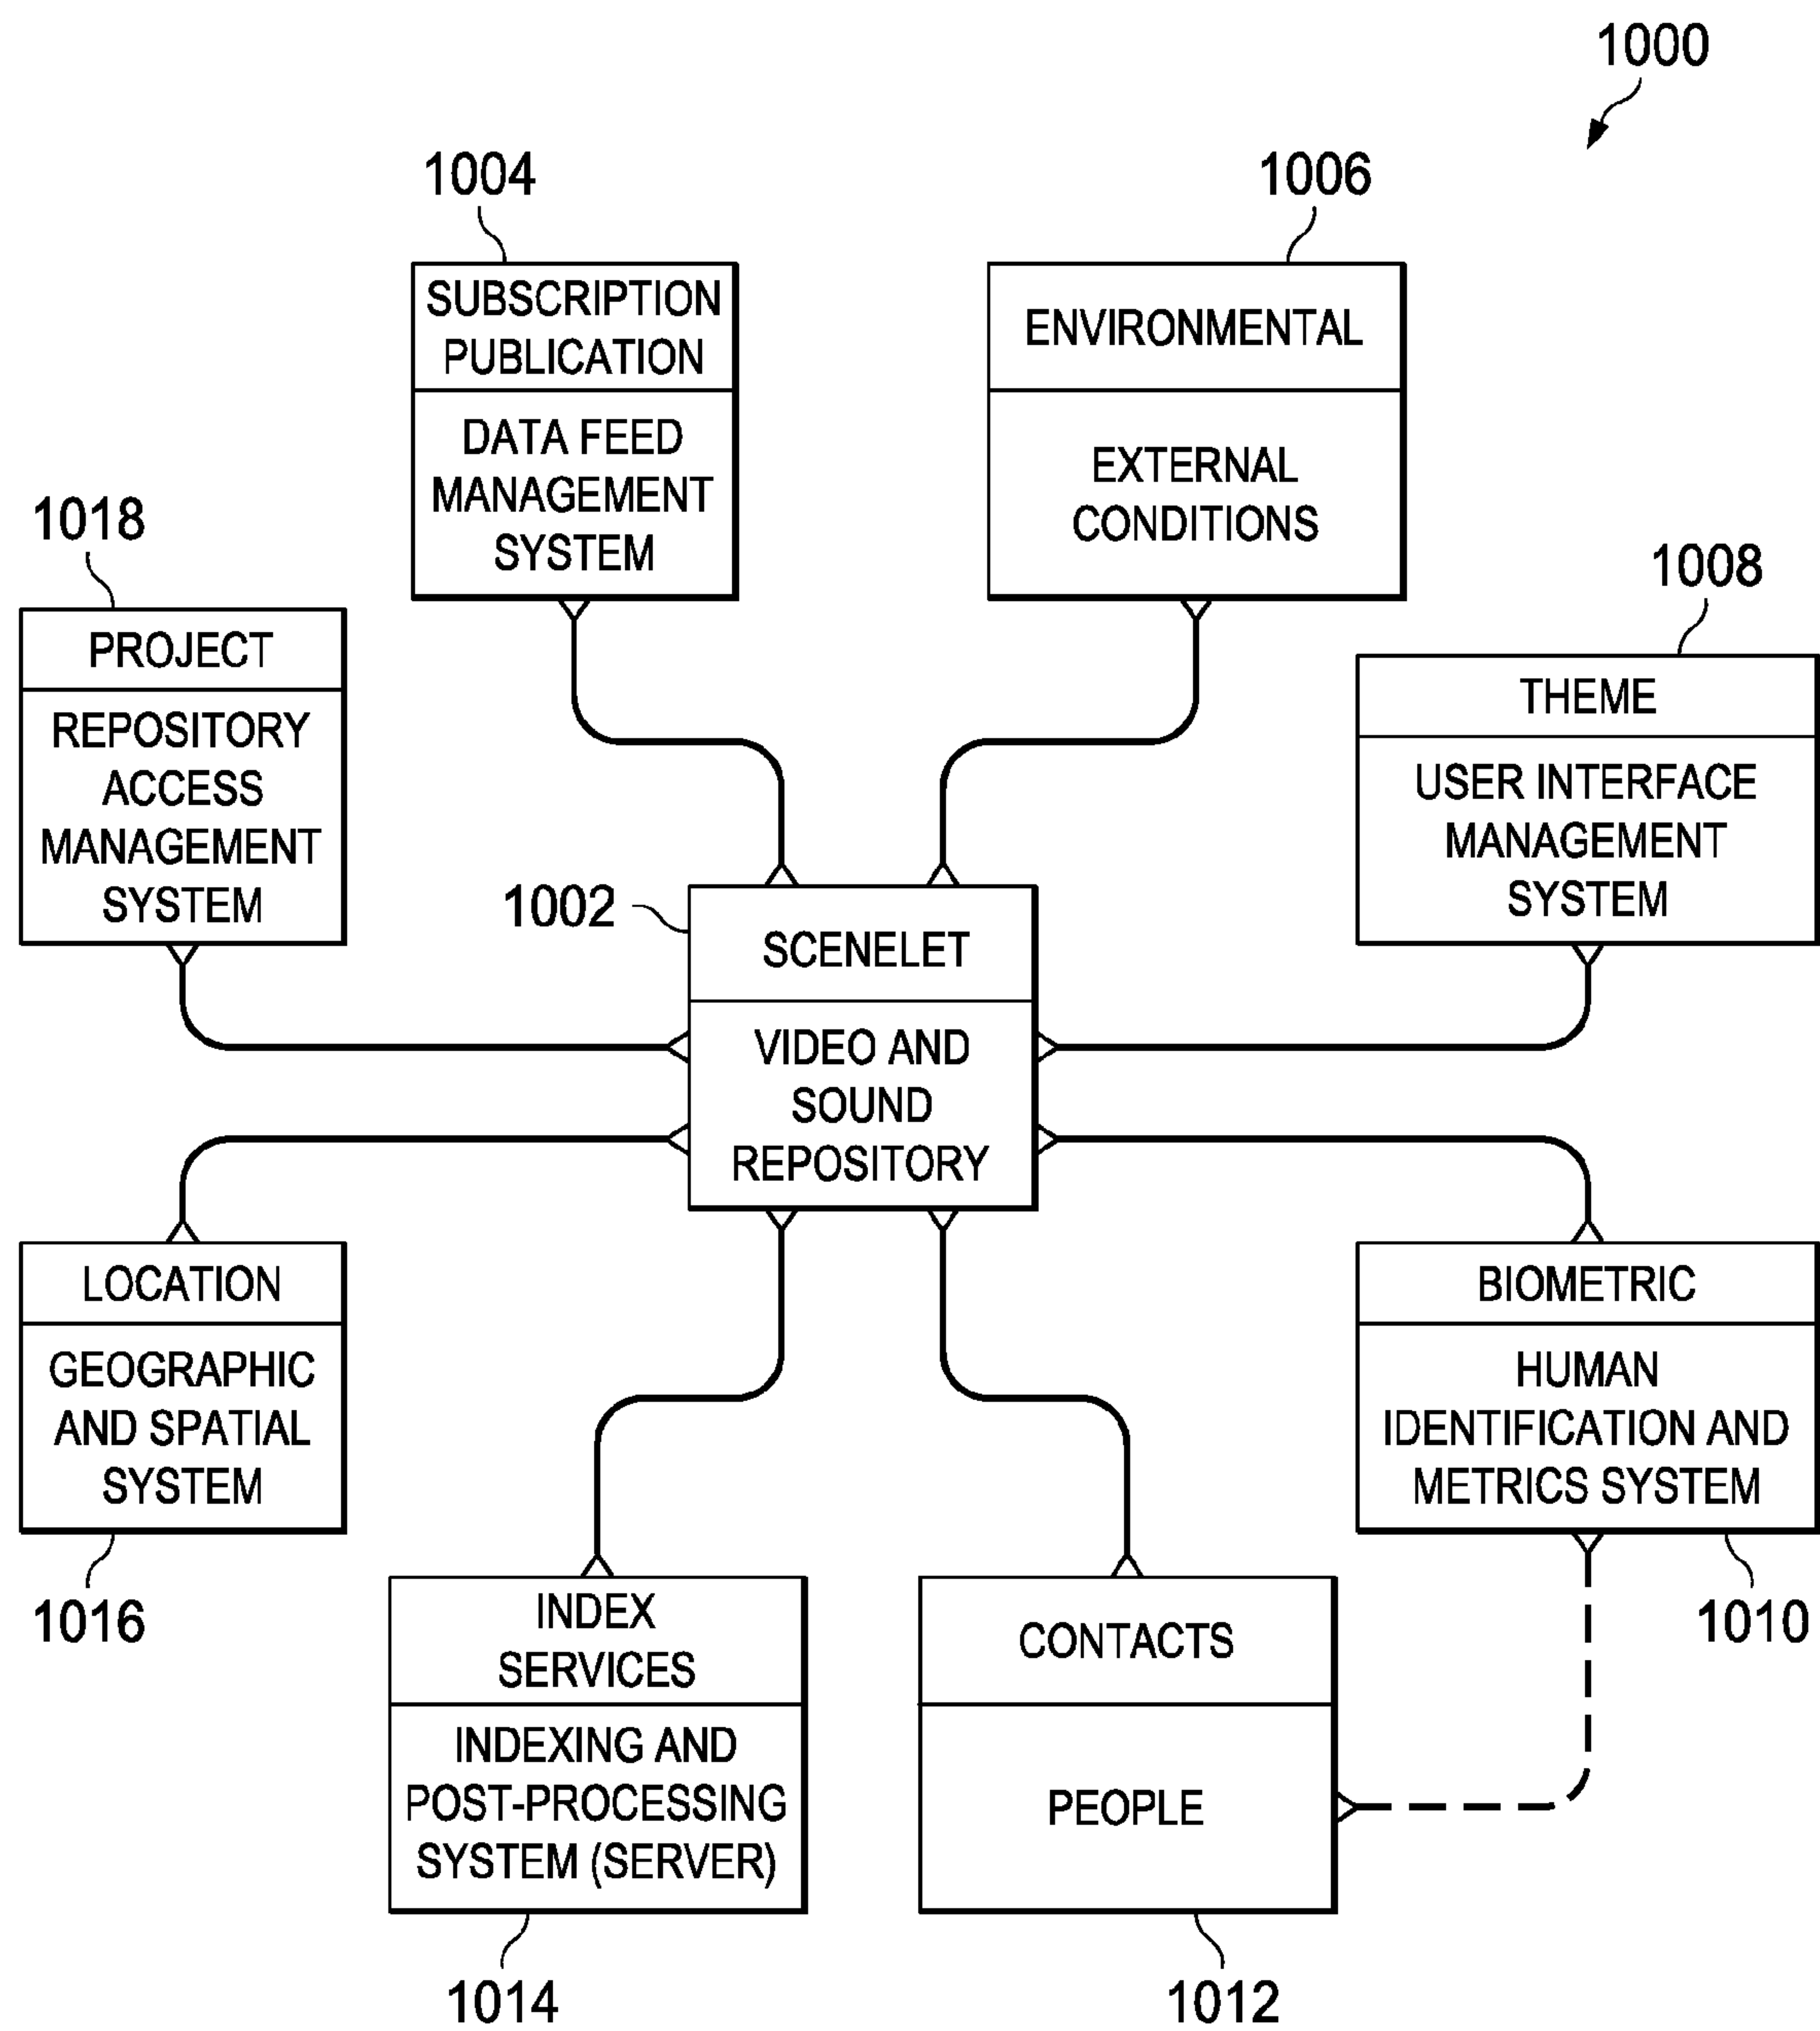 1000
1004
SUBSCRIPTION
PUBLICATION
DATA FEED
MANAGEMENT
SYSTEM
1006
ENVIRONMENTAL
EXTERNAL
CONDITIONS
1018
PROJECT
REPOSITORY
ACCESS
MANAGEMENT
SYSTEM
1008
THEME
USER INTERFACE
MANAGEMENT
SYSTEM
1002
SCENELET
VIDEO AND
SOUND
REPOSITORY
LOCATION
GEOGRAPHIC
AND SPATIAL
SYSTEM
1016
BIOMETRIC
HUMAN
IDENTIFICATION AND
METRICS SYSTEM
1010
INDEX
SERVICES
INDEXING AND
POST-PROCESSING
SYSTEM (SERVER)
1014
CONTACTS
PEOPLE
1012